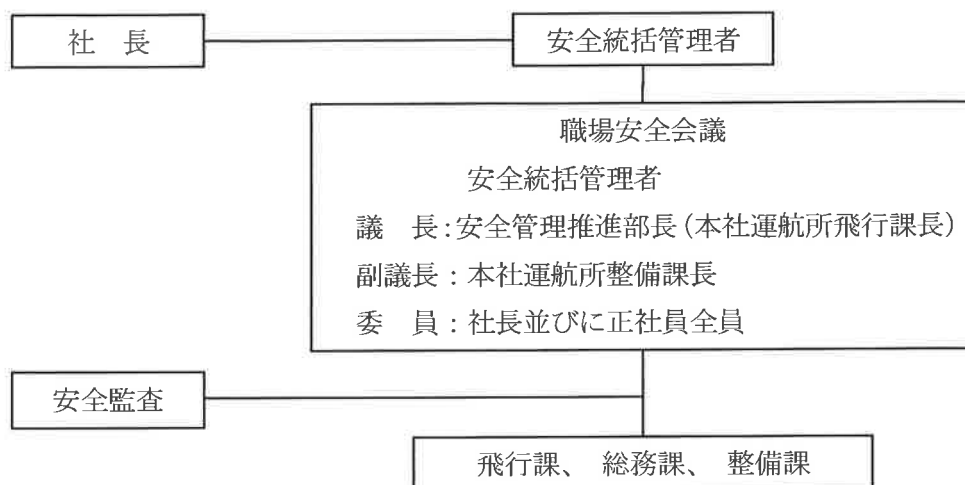 社　長
安全統括管理者
職場安全会議
安全統括管理者
議　長：安全管理推進部長（本社運航所飛行課長）
副議長：本社運航所整備課長
委　員：社長並びに正社員全員
安全監査
飛行課、　総務課、　整備課